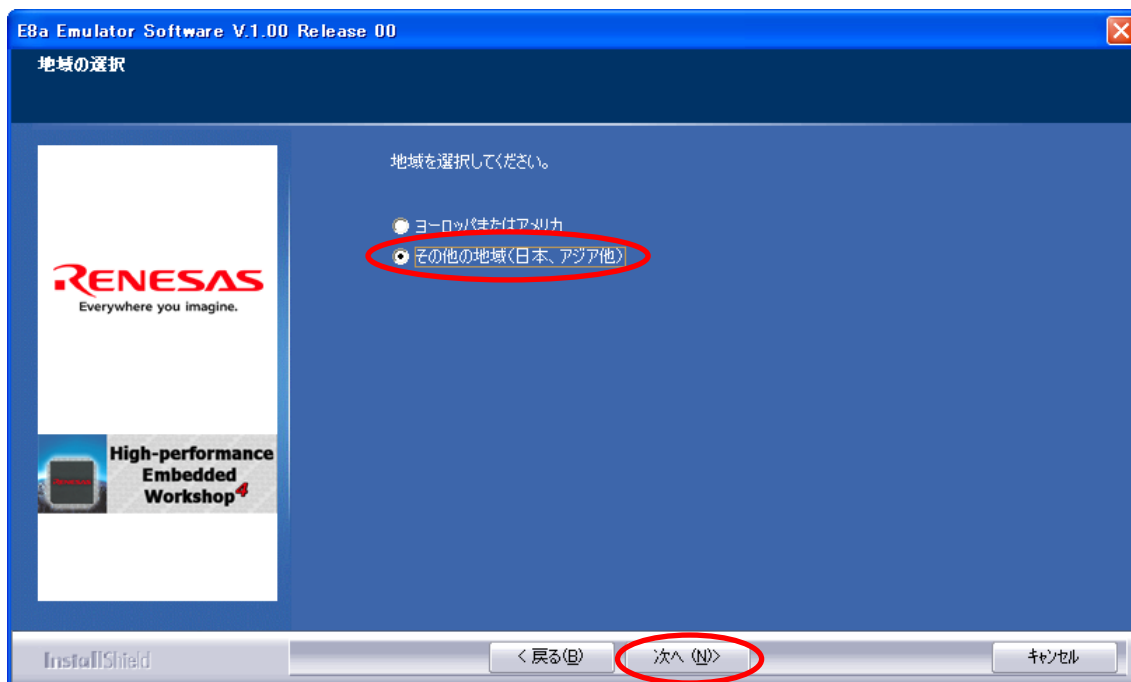 E8a Emulator Software V.1.00 Release 00
地域の選択
地域を選択してください。
ヨーロッパまたはアメリカ
その他の地域(日本、アジア他)
RENESAS
Everywhere you imagine.
High-performance
Embedded
Workshop4
InstallShield
< 戻る(B)
次へ (N)>
キャンセル